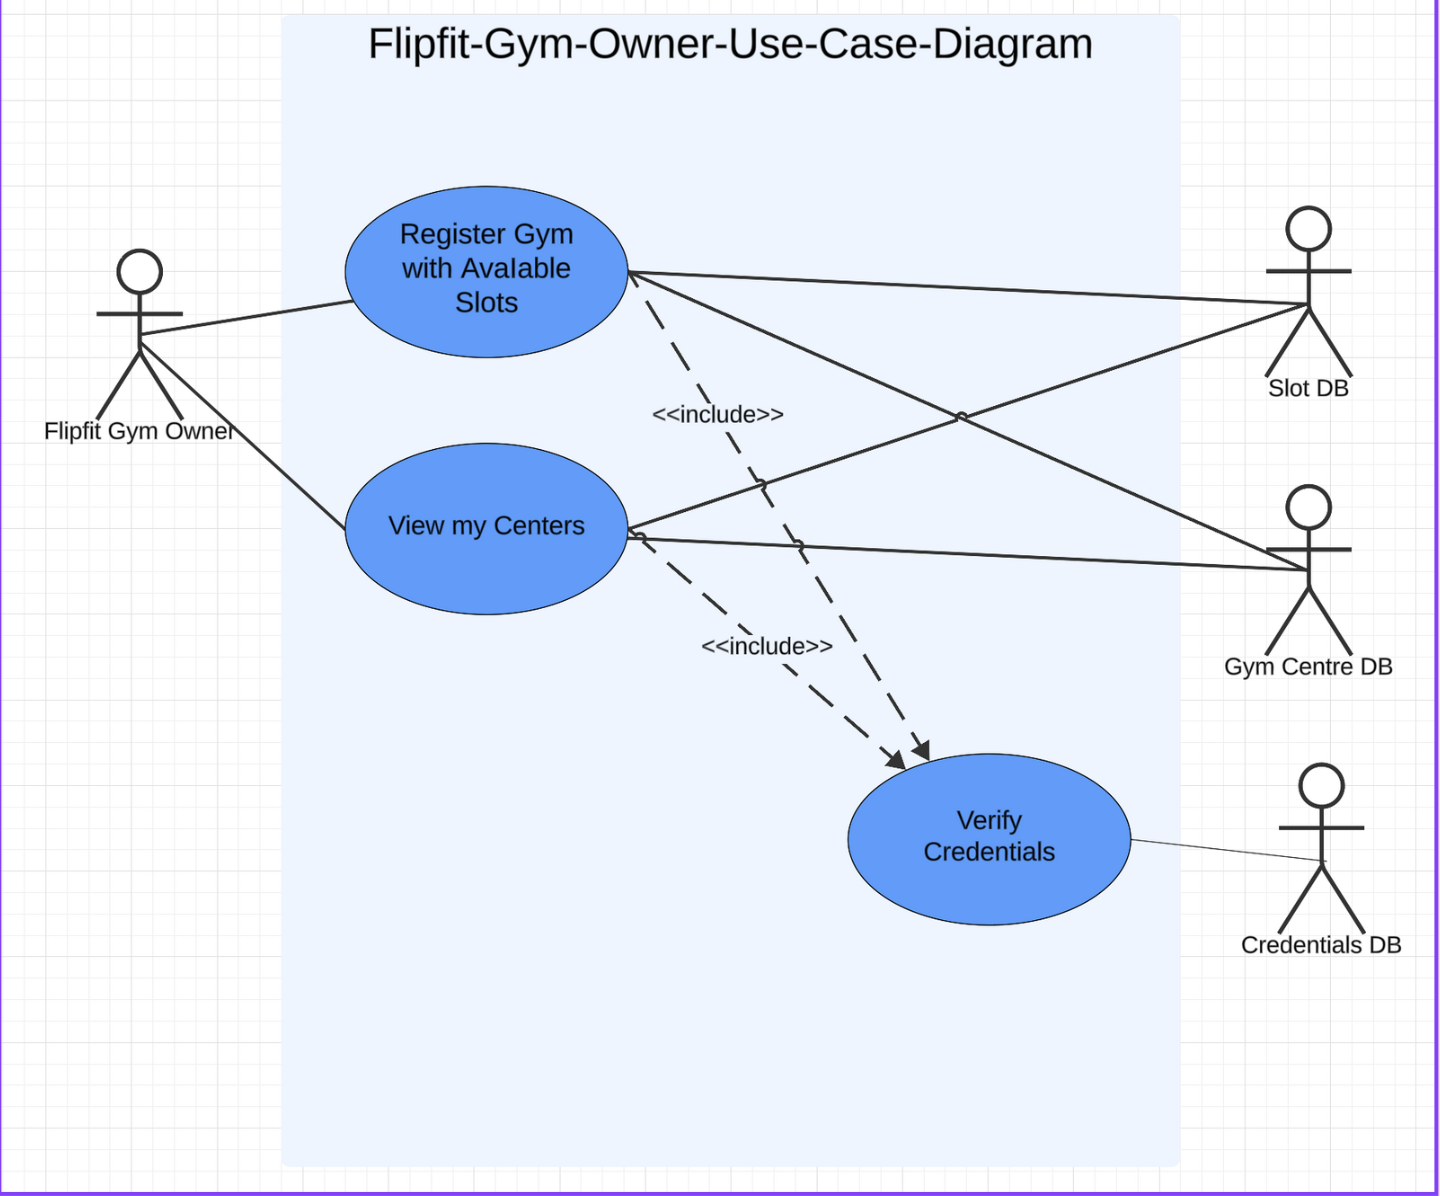 Flipfit-Gym-Owner-Use-Case-Diagram
Register Gym
with Avalable
Slots
Flipfit Gym Owner
Slot DB
<<include>>
View my Centers
<<include>>
Gym Centre DB
Verify
Credentials
Credentials DB